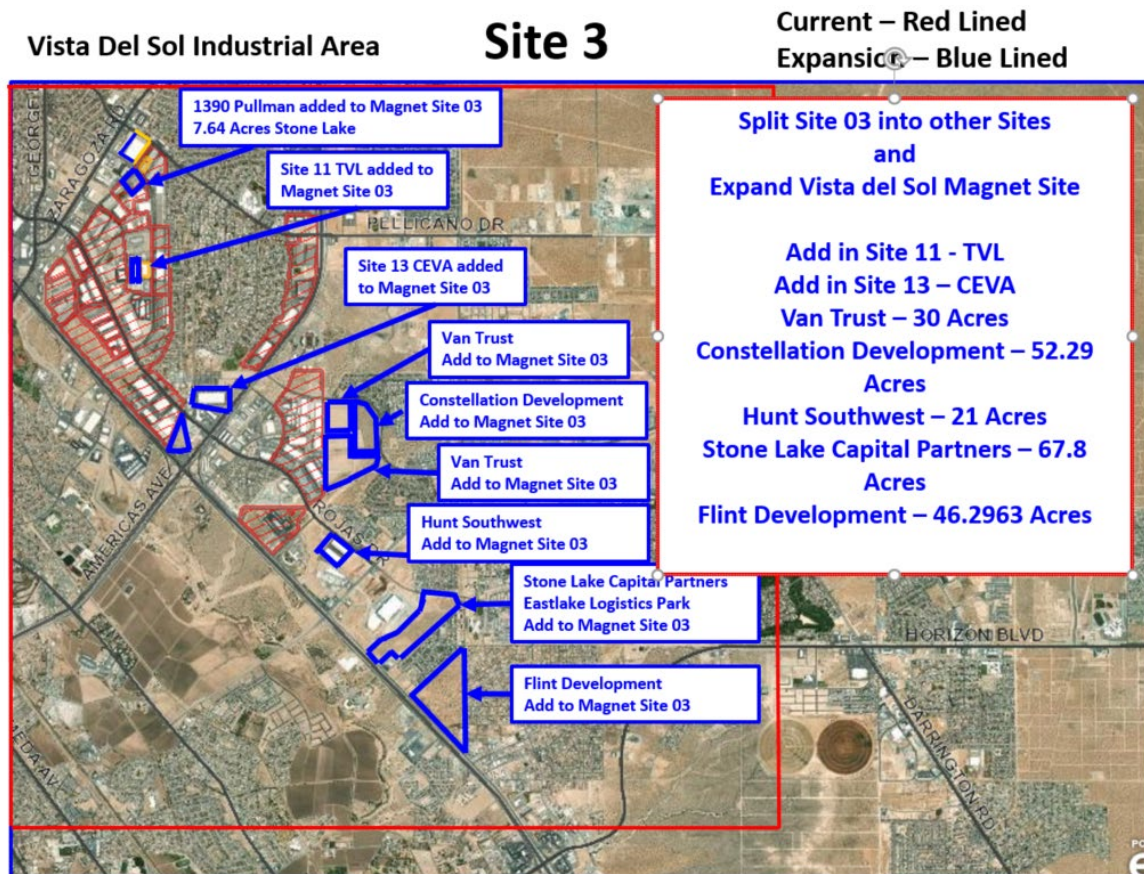 Vista Del Sol Industrial Area
Site 3
Current – Red Lined
Expansion – Blue Lined
1390 Pullman added to Magnet Site 03
7.64 Acres Stone Lake
Site 11 TVL added to
Magnet Site 03
Site 13 CEVA added
to Magnet Site 03
Van Trust
Add to Magnet Site 03
Constellation Development
Add to Magnet Site 03
Van Trust
Add to Magnet Site 03
Hunt Southwest
Add to Magnet Site 03
Stone Lake Capital Partners
Eastlake Logistics Park
Add to Magnet Site 03
Flint Development
Add to Magnet Site 03
Split Site 03 into other Sites
and
Expand Vista del Sol Magnet Site
Add in Site 11 - TVL
Add in Site 13 – CEVA
Van Trust – 30 Acres
Constellation Development – 52.29
Acres
Hunt Southwest – 21 Acres
Stone Lake Capital Partners – 67.8
Acres
Flint Development – 46.2963 Acres
GEORGE
ZARAGOZA
PELLICANO DR
AMERICAS AVE
ROJAS DR
HORIZON BLVD
DARRINGTON RD